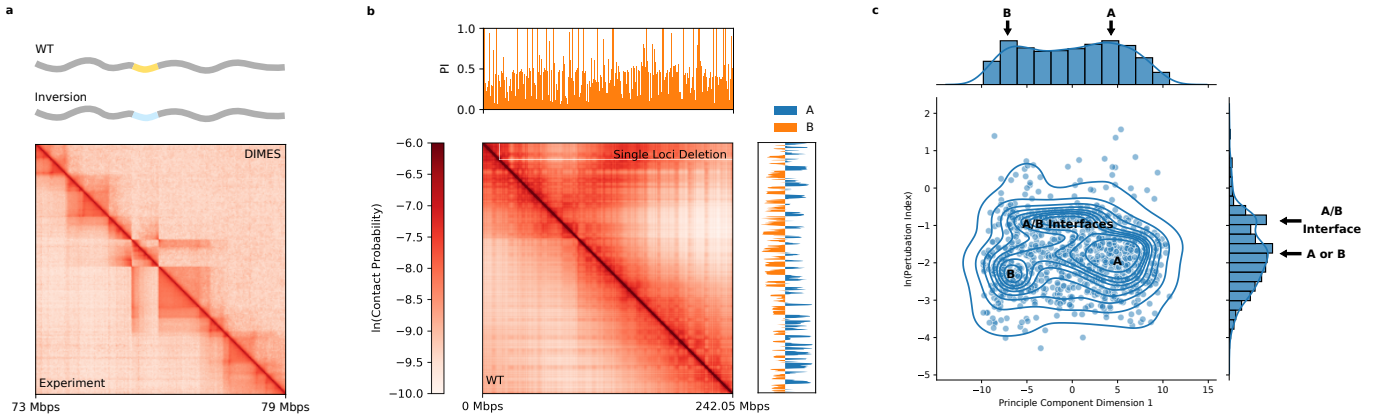 a
WT
Inversion
DIMES
Experiment
73 Mbps
79 Mbps
b
1.0
0.5
0.0
PI
A
B
−6.0
−6.5
−7.0
−7.5
−8.0
−8.5
−9.0
−9.5
−10.0
ln(Contact Probability)
Single Loci Deletion
WT
0 Mbps
242.05 Mbps
c
B
A
2
1
0
−1
−2
−3
−4
−5
ln(Pertubation Index)
A/B Interfaces
A
B
−10
−5
0
5
10
15
Principle Component Dimension 1
A/B
Interface
A or B